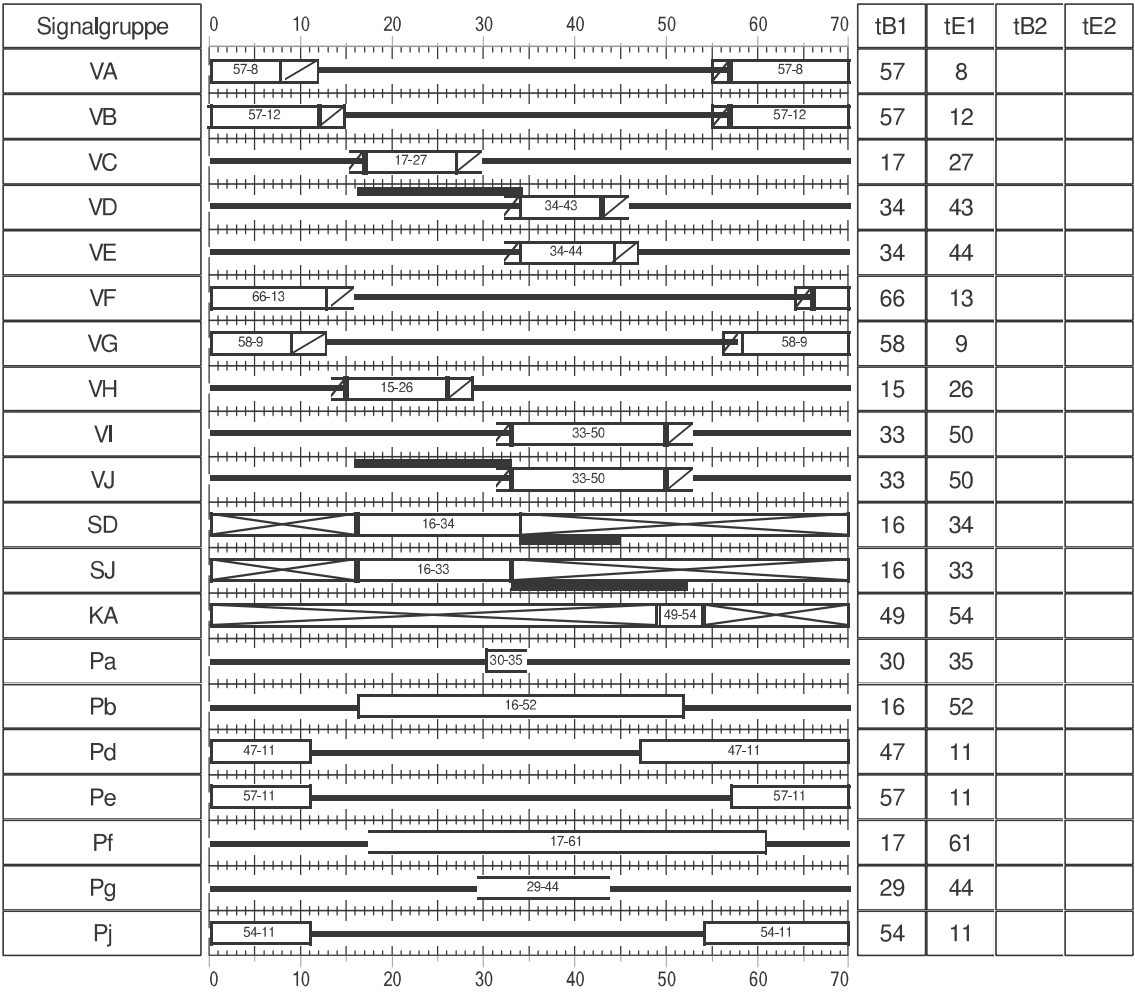 Signalgruppe 0 10 20 30 40 50 60 70 tB1 tE1 tB2 tE2
VA 57-8 57-8 57 8
VB 57-12 57-12 57 12
VC 17-27 17 27
VD 34-43 34 43
VE 34-44 34 44
VF 66-13 66 13
VG 58-9 58-9 58 9
VH 15-26 15 26
VI 33-50 33 50
VJ 33-50 33 50
SD 16-34 16 34
SJ 16-33 16 33
KA 49-54 49 54
Pa 30-35 30 35
Pb 16-52 16 52
Pd 47-11 47-11 47 11
Pe 57-11 57-11 57 11
Pf 17-61 17 61
Pg 29-44 29 44
Pj 54-11 54-11 54 11
0 10 20 30 40 50 60 70